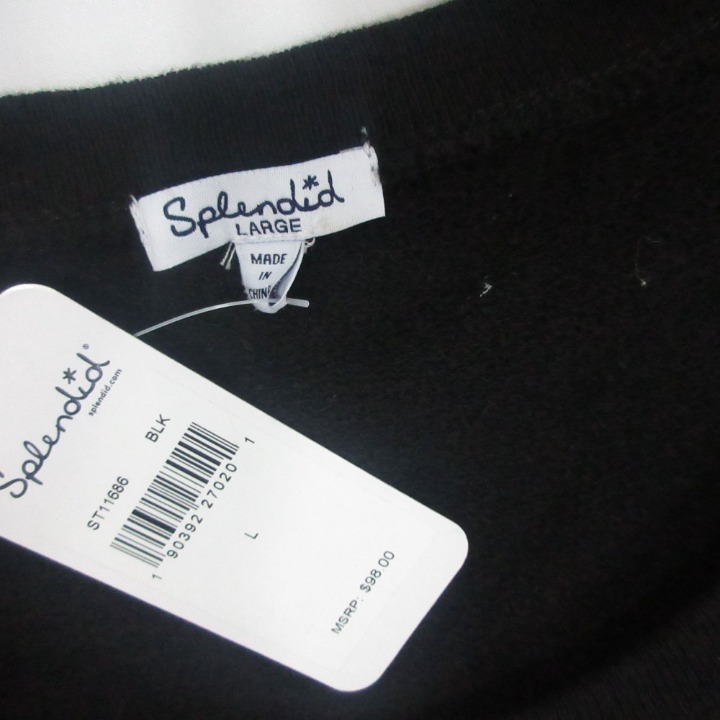 Splendid
LARGE
MADE
IN
CHINA
Splendid®
splendid.com
ST11686 BLK
1 90392 27020 1
L
MSRP: $98.00